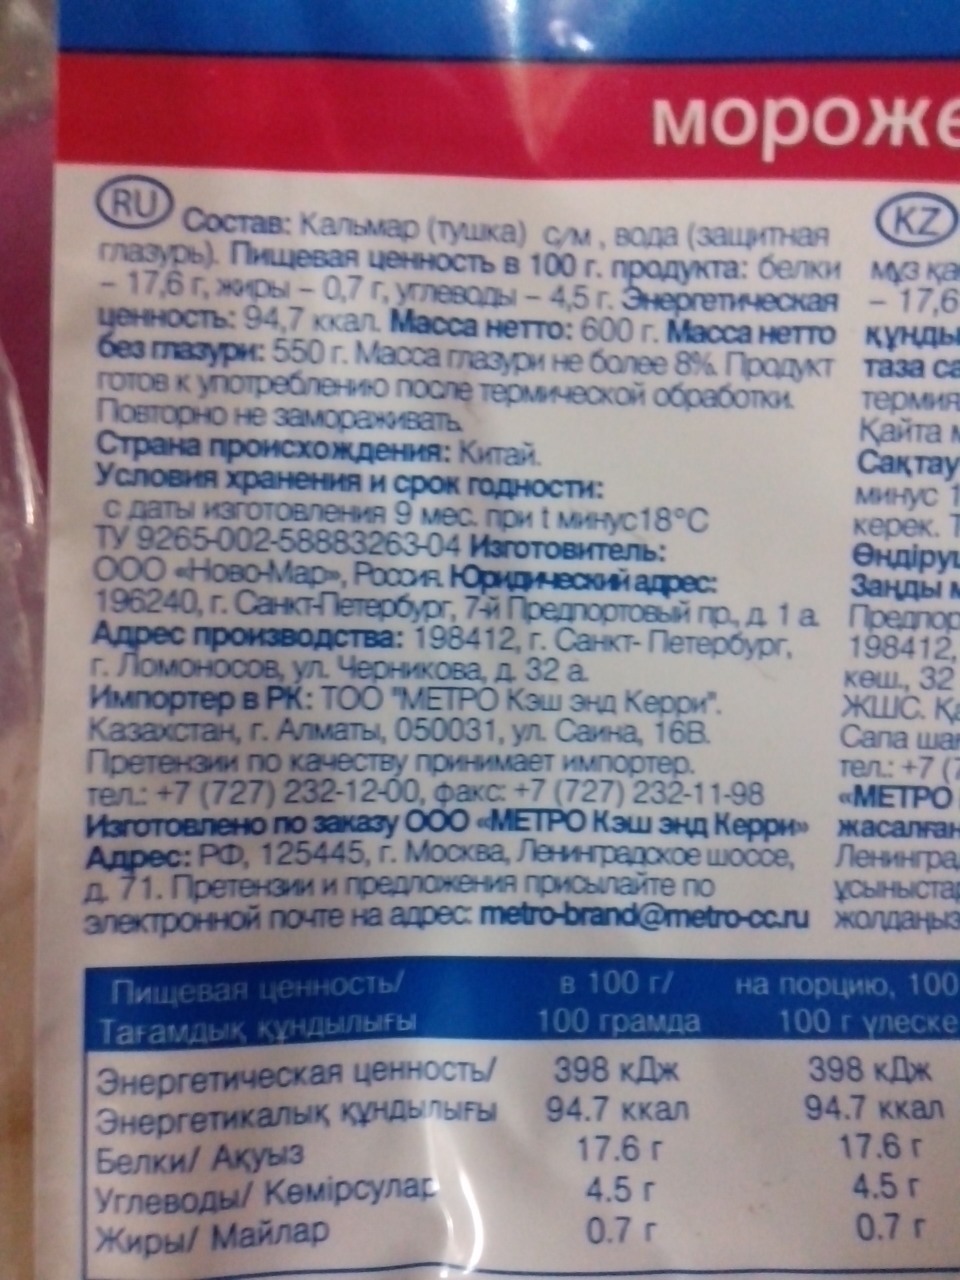 мороже
RU
Состав: Кальмар (тушка) с/м , вода (защитная
глазурь). Пищевая ценность в 100 г. продукта: белки
– 17,6 г, жиры – 0,7 г, углеводы – 4,5 г. Энергетическая
ценность: 94,7 ккал. Масса нетто: 600 г. Масса нетто
без глазури: 550 г. Масса глазури не более 8%. Продукт
готов к употреблению после термической обработки.
Повторно не замораживать.
Страна происхождения: Китай.
Условия хранения и срок годности:
с даты изготовления 9 мес. при t минус18°С
ТУ 9265-002-58883263-04 Изготовитель:
ООО «Ново-Мар», Россия. Юридический адрес:
196240, г. Санкт-Петербург, 7-й Предпортовый пр., д. 1 а.
Адрес производства: 198412, г. Санкт- Петербург,
г. Ломоносов, ул. Черникова, д. 32 а.
Импортер в РК: ТОО "МЕТРО Кэш энд Керри".
Казахстан, г. Алматы, 050031, ул. Саина, 16В.
Претензии по качеству принимает импортер.
тел.: +7 (727) 232-12-00, факс: +7 (727) 232-11-98
Изготовлено по заказу ООО «МЕТРО Кэш энд Керри»
Адрес: РФ, 125445, г. Москва, Ленинградское шоссе,
д. 71. Претензии и предложения присылайте по
электронной почте на адрес: metro-brand@metro-cc.ru
KZ
мұз қа
– 17,6
құнды
таза са
термия
Қайта м
Сақтау
минус 1
керек. Т
Өндіру
Заңды м
Предпор
198412,
көш., 32
ЖШС. Қа
Сапа ша
тел.: +7 (7
«МЕТРО
жасалған
Ленингра
ұсыныста
жолдаңыз
Пищевая ценность/ в 100 г/ на порцию, 100
Тағамдық құндылығы 100 грамда 100 г үлеске
Энергетическая ценность/ 398 кДж 398 кДж
Энергетикалық құндылығы 94.7 ккал 94.7 ккал
Белки/ Ақуыз 17.6 г 17.6 г
Углеводы/ Көмірсулар 4.5 г 4.5 г
Жиры/ Майлар 0.7 г 0.7 г